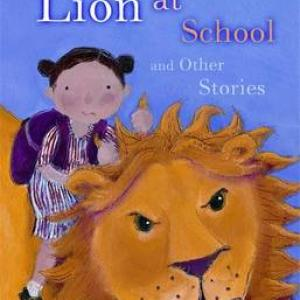 Lion at
School
and Other
Stories